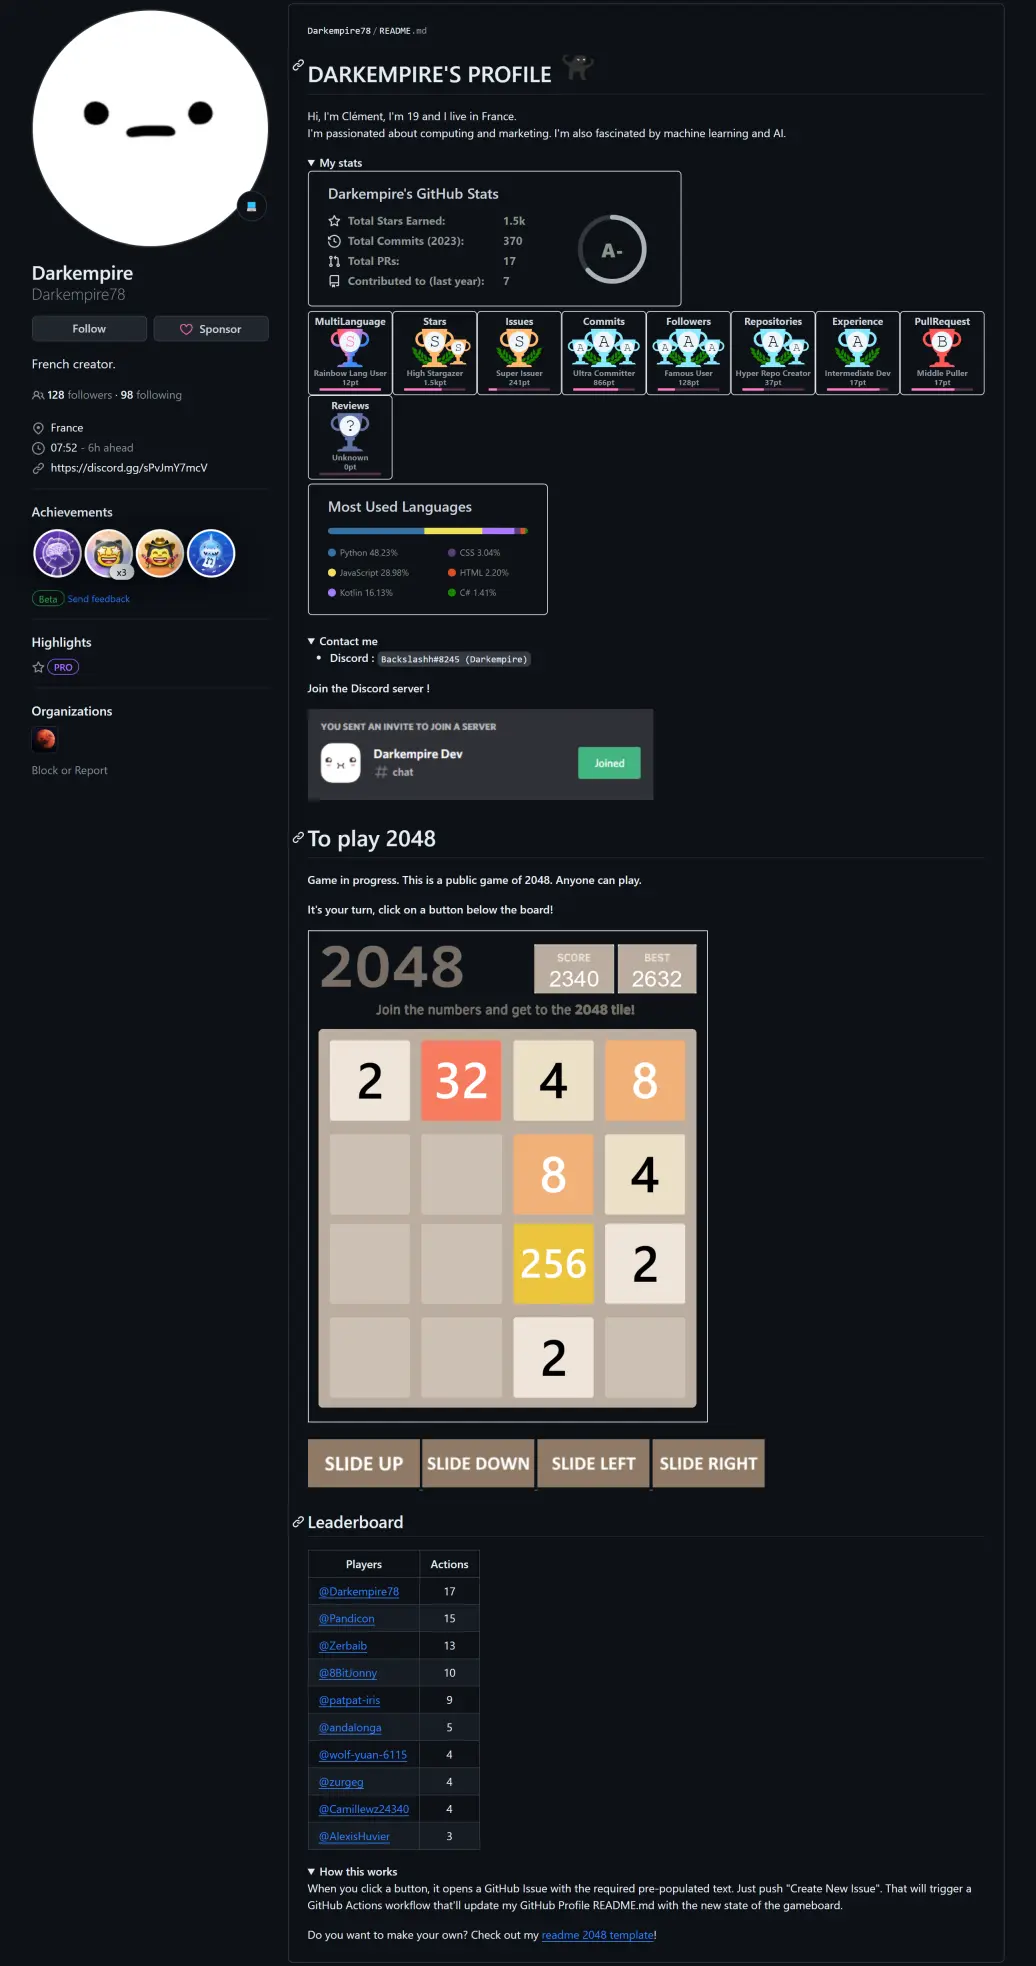 Darkempire
Darkempire78
Follow
Sponsor
French creator.
128 followers · 98 following
France
07:52 - 6h ahead
https://discord.gg/sPvJmY7mcV
Achievements
x3
Beta Send feedback
Highlights
PRO
Organizations
Block or Report
Darkempire78 / README.md
DARKEMPIRE'S PROFILE
Hi, I'm Clément, I'm 19 and I live in France.
I'm passionated about computing and marketing. I'm also fascinated by machine learning and AI.
My stats
Darkempire's GitHub Stats
Total Stars Earned: 1.5k
Total Commits (2023): 370
Total PRs: 17
Contributed to (last year): 7
A-
MultiLanguage
S
Rainbow Lang User
12pt
Stars
S S
High Stargazer
1.5kpt
Issues
S
Super Issuer
241pt
Commits
A A A
Ultra Committer
866pt
Followers
A A A
Famous User
128pt
Repositories
A A
Hyper Repo Creator
37pt
Experience
A
Intermediate Dev
17pt
PullRequest
B
Middle Puller
17pt
Reviews
?
Unknown
0pt
Most Used Languages
Python 48.23%
CSS 3.04%
JavaScript 28.98%
HTML 2.20%
Kotlin 16.13%
C# 1.41%
Contact me
Discord : Backslashh#8245 (Darkempire)
Join the Discord server !
YOU SENT AN INVITE TO JOIN A SERVER
Darkempire Dev
# chat
Joined
To play 2048
Game in progress. This is a public game of 2048. Anyone can play.
It's your turn, click on a button below the board!
2048
SCORE
2340
BEST
2632
Join the numbers and get to the 2048 tile!
2 32 4 8
8 4
256 2
2
SLIDE UP
SLIDE DOWN
SLIDE LEFT
SLIDE RIGHT
Leaderboard
Players Actions
@Darkempire78 17
@Pandicon 15
@Zerbaib 13
@8BitJonny 10
@patpat-iris 9
@andalonga 5
@wolf-yuan-6115 4
@zurgeg 4
@Camillewz24340 4
@AlexisHuvier 3
How this works
When you click a button, it opens a GitHub Issue with the required pre-populated text. Just push "Create New Issue". That will trigger a
GitHub Actions workflow that'll update my GitHub Profile README.md with the new state of the gameboard.
Do you want to make your own? Check out my readme 2048 template!